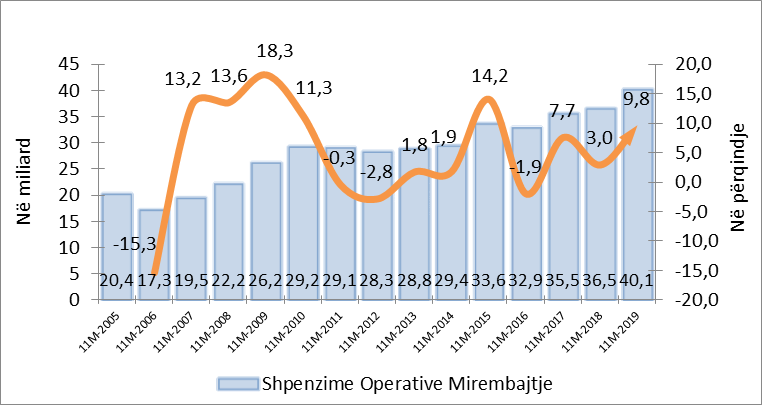 18,3
13,2
13,6
11,3
14,2
-0,3
-2,8
1,8
1,9
-1,9
7,7
3,0
9,8
-15,3
Në miliard
45
40
35
30
25
20
15
10
5
0
20,4 17,3 19,5 22,2 26,2 29,2 29,1 28,3 28,8 29,4 33,6 32,9 35,5 36,5 40,1
20,0
15,0
10,0
5,0
0,0
-5,0
-10,0
-15,0
-20,0
Në përqindje
11M-2005
11M-2006
11M-2007
11M-2008
11M-2009
11M-2010
11M-2011
11M-2012
11M-2013
11M-2014
11M-2015
11M-2016
11M-2017
11M-2018
11M-2019
Shpenzime Operative Mirembajtje